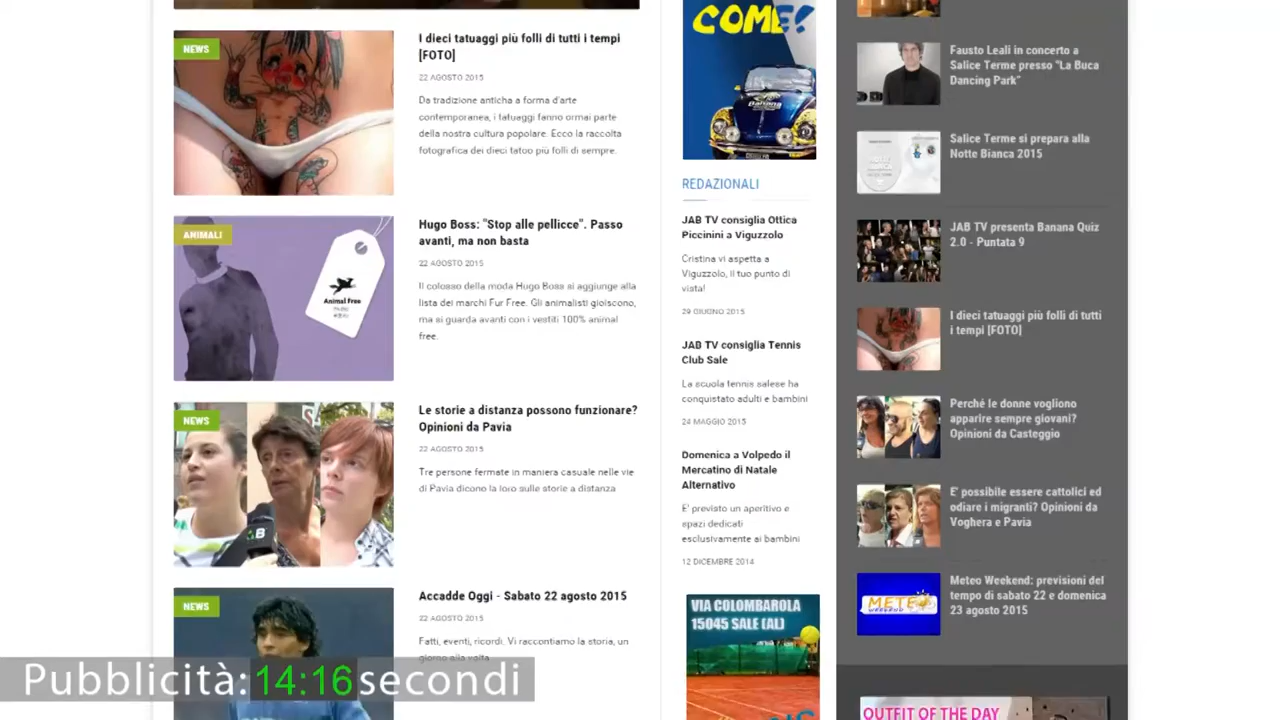 NEWS
I dieci tatuaggi più folli di tutti i tempi
[FOTO]
22 AGOSTO 2015
Da tradizione antica a forma d'arte
contemporanea, i tatuaggi fanno ormai parte
della nostra cultura popolare. Ecco la raccolta
fotografica dei dieci tatoo più folli di sempre.
ANIMALI
Animal Free
Hugo Boss: "Stop alle pellicce". Passo
avanti, ma non basta
22 AGOSTO 2015
Il colosso della moda Hugo Boss si aggiunge alla
lista dei marchi Fur Free. Gli animalisti gioiscono,
ma si guarda avanti con i vestiti 100% animal
free.
NEWS
Le storie a distanza possono funzionare?
Opinioni da Pavia
22 AGOSTO 2015
Tre persone fermate in maniera casuale nelle vie
di Pavia dicono la loro sulle storie a distanza
NEWS
Accadde Oggi - Sabato 22 agosto 2015
22 AGOSTO 2015
Fatti, eventi, ricordi. Vi raccontiamo la storia, un
giorno alla volta
Pubblicità: 14:16 secondi
COME?
Banana
REDAZIONALI
JAB TV consiglia Ottica
Piccinini a Viguzzolo
Cristina vi aspetta a
Viguzzolo, il tuo punto di
vista!
29 GIUGNO 2015
JAB TV consiglia Tennis
Club Sale
La scuola tennis salese ha
conquistato adulti e bambini
24 MAGGIO 2015
Domenica a Volpedo il
Mercatino di Natale
Alternativo
E' previsto un aperitivo e
spazi dedicati
esclusivamente ai bambini
12 DICEMBRE 2014
VIA COLOMBAROLA
15045 SALE (AL)
Fausto Leali in concerto a
Salice Terme presso "La Buca
Dancing Park"
Salice Terme si prepara alla
Notte Bianca 2015
JAB TV presenta Banana Quiz
2.0 - Puntata 9
I dieci tatuaggi più folli di tutti
i tempi [FOTO]
Perché le donne vogliono
apparire sempre giovani?
Opinioni da Casteggio
E' possibile essere cattolici ed
odiare i migranti? Opinioni da
Voghera e Pavia
METEO
WEEKEND
Meteo Weekend: previsioni del
tempo di sabato 22 e domenica
23 agosto 2015
OUTFIT OF THE DAY